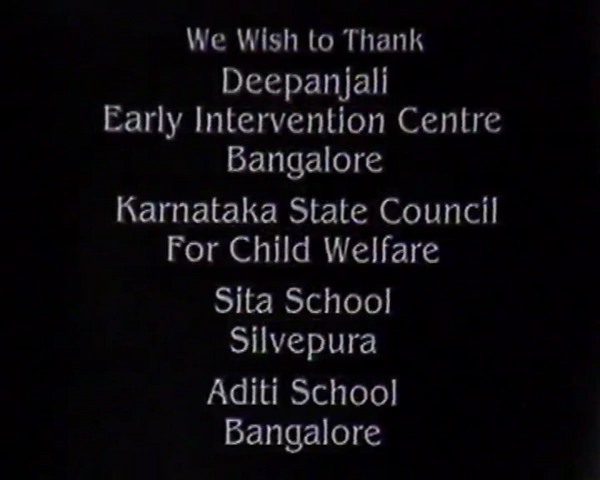 We Wish to Thank
Deepanjali
Early Intervention Centre
Bangalore
Karnataka State Council
For Child Welfare
Sita School
Silvepura
Aditi School
Bangalore